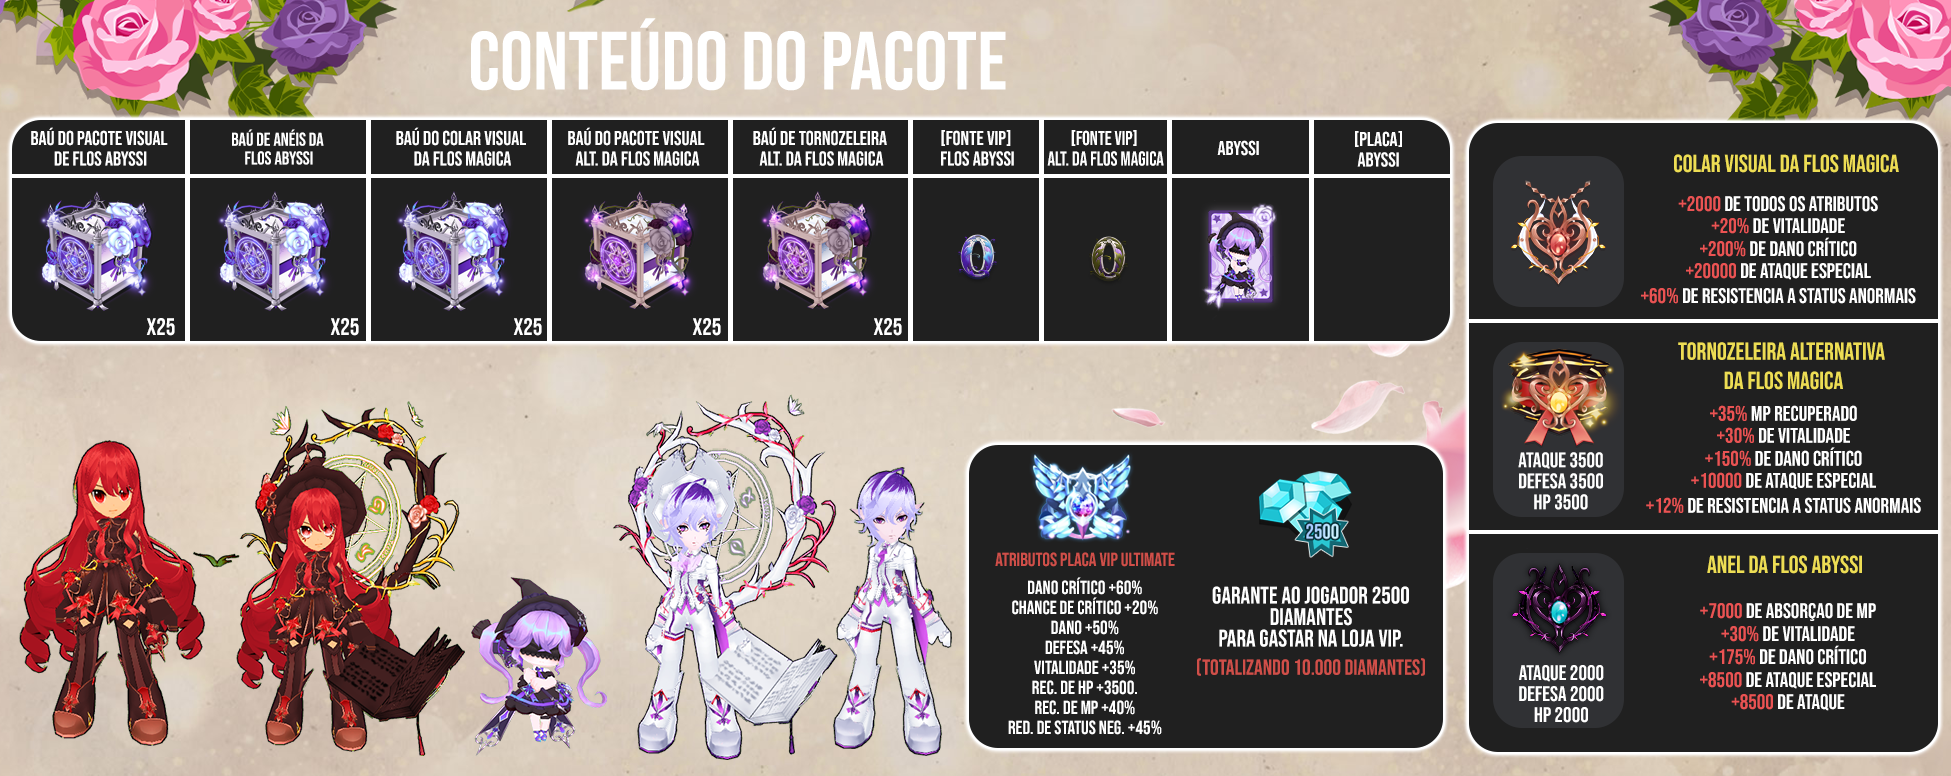 CONTEÚDO DO PACOTE
BAÚ DO PACOTE VISUAL
DE FLOS ABYSSI
X25
BAÚ DE ANÉIS DA
FLOS ABYSSI
X25
BAÚ DO COLAR VISUAL
DA FLOS MAGICA
X25
BAÚ DO PACOTE VISUAL
ALT. DA FLOS MAGICA
X25
BAÚ DE TORNOZELEIRA
ALT. DA FLOS MAGICA
X25
[FONTE VIP]
FLOS ABYSSI
[FONTE VIP]
ALT. DA FLOS MAGICA
ABYSSI
[PLACA]
ABYSSI
ATRIBUTOS PLACA VIP ULTIMATE
DANO CRÍTICO +60%
CHANCE DE CRÍTICO +20%
DANO +50%
DEFESA +45%
VITALIDADE +35%
REC. DE HP +3500.
REC. DE MP +40%
RED. DE STATUS NEG. +45%
2500
GARANTE AO JOGADOR 2500
DIAMANTES
PARA GASTAR NA LOJA VIP.
(TOTALIZANDO 10.000 DIAMANTES)
COLAR VISUAL DA FLOS MAGICA
+2000 DE TODOS OS ATRIBUTOS
+20% DE VITALIDADE
+200% DE DANO CRÍTICO
+20000 DE ATAQUE ESPECIAL
+60% DE RESISTENCIA A STATUS ANORMAIS
TORNOZELEIRA ALTERNATIVA
DA FLOS MAGICA
+35% MP RECUPERADO
+30% DE VITALIDADE
+150% DE DANO CRÍTICO
+10000 DE ATAQUE ESPECIAL
+12% DE RESISTENCIA A STATUS ANORMAIS
ATAQUE 3500
DEFESA 3500
HP 3500
ANEL DA FLOS ABYSSI
+7000 DE ABSORÇAO DE MP
+30% DE VITALIDADE
+175% DE DANO CRÍTICO
+8500 DE ATAQUE ESPECIAL
+8500 DE ATAQUE
ATAQUE 2000
DEFESA 2000
HP 2000